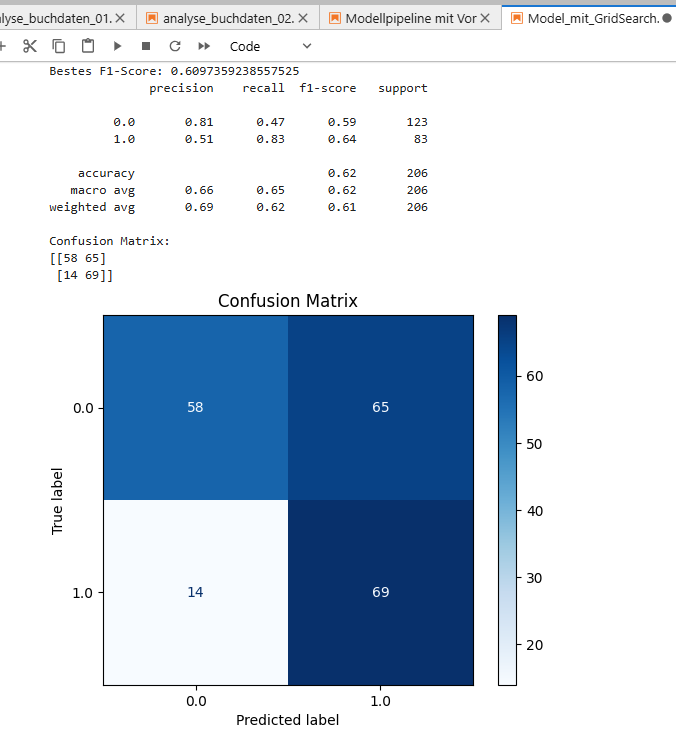 lyse_buchdaten_01. analyse_buchdaten_02. Modellpipeline mit Vor Model_mit_GridSearch.
Code
Bestes F1-Score: 0.6097359238557525
precision recall f1-score support
0.0 0.81 0.47 0.59 123
1.0 0.51 0.83 0.64 83
accuracy 0.62 206
macro avg 0.66 0.65 0.62 206
weighted avg 0.69 0.62 0.61 206
Confusion Matrix:
[[58 65]
[14 69]]
Confusion Matrix
60
0.0 58 65
50
40
True label
30
1.0 14 69
20
0.0 1.0
Predicted label